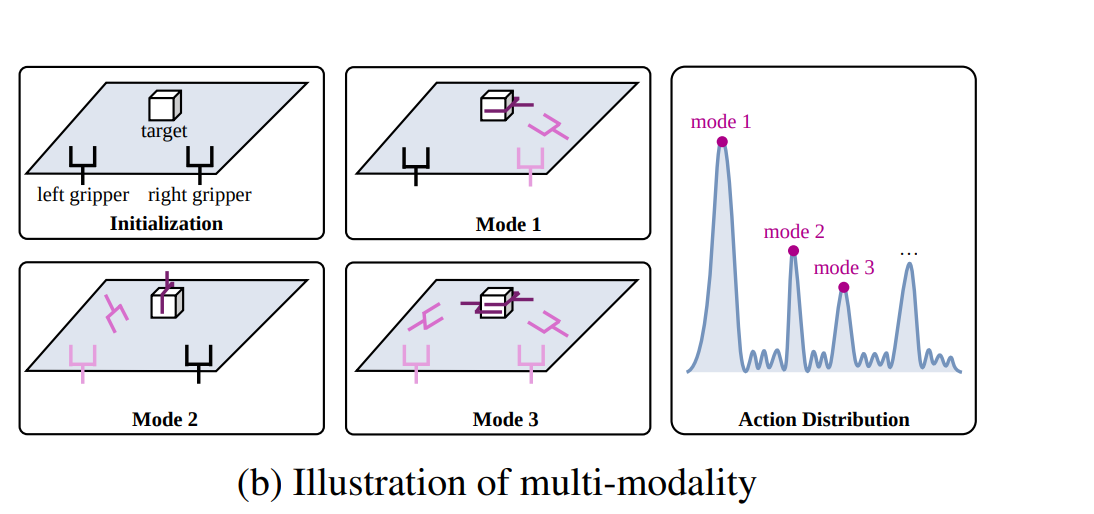 target
left gripper
right gripper
Initialization
Mode 1
Mode 2
Mode 3
mode 1
mode 2
mode 3
...
Action Distribution
(b) Illustration of multi-modality